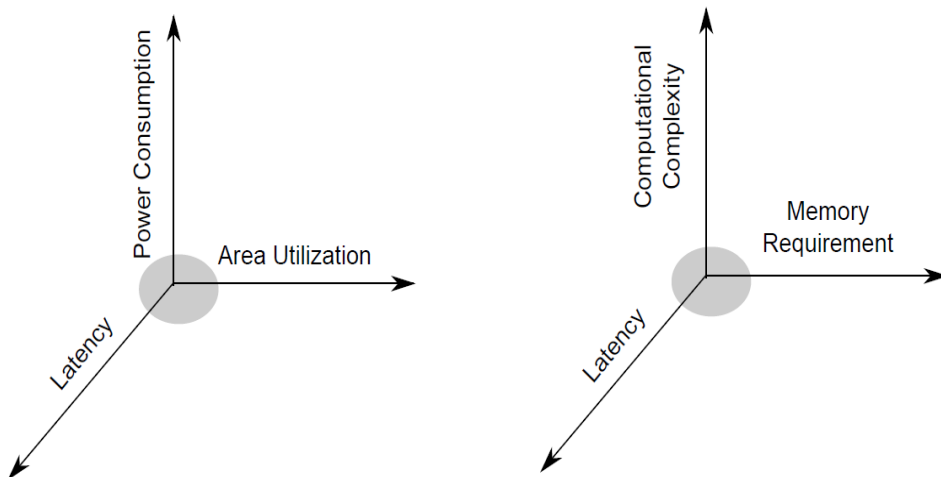 Power Consumption
Area Utilization
Latency
Computational
Complexity
Memory
Requirement
Latency